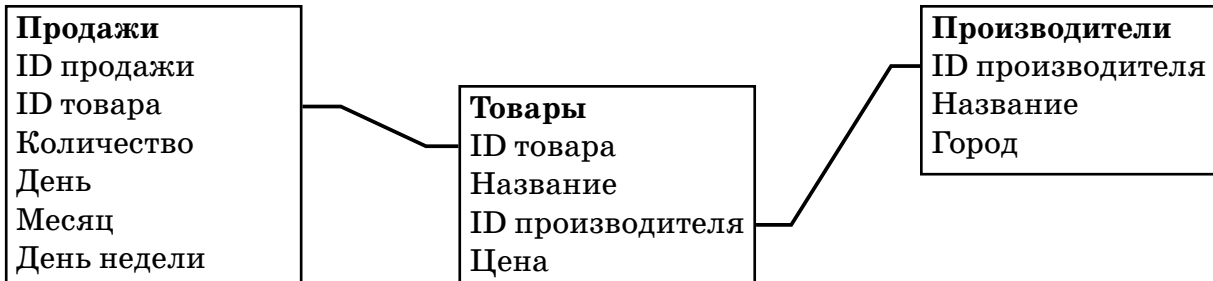 Продажи
ID продажи
ID товара
Количество
День
Месяц
День недели
Товары
ID товара
Название
ID производителя
Цена
Производители
ID производителя
Название
Город